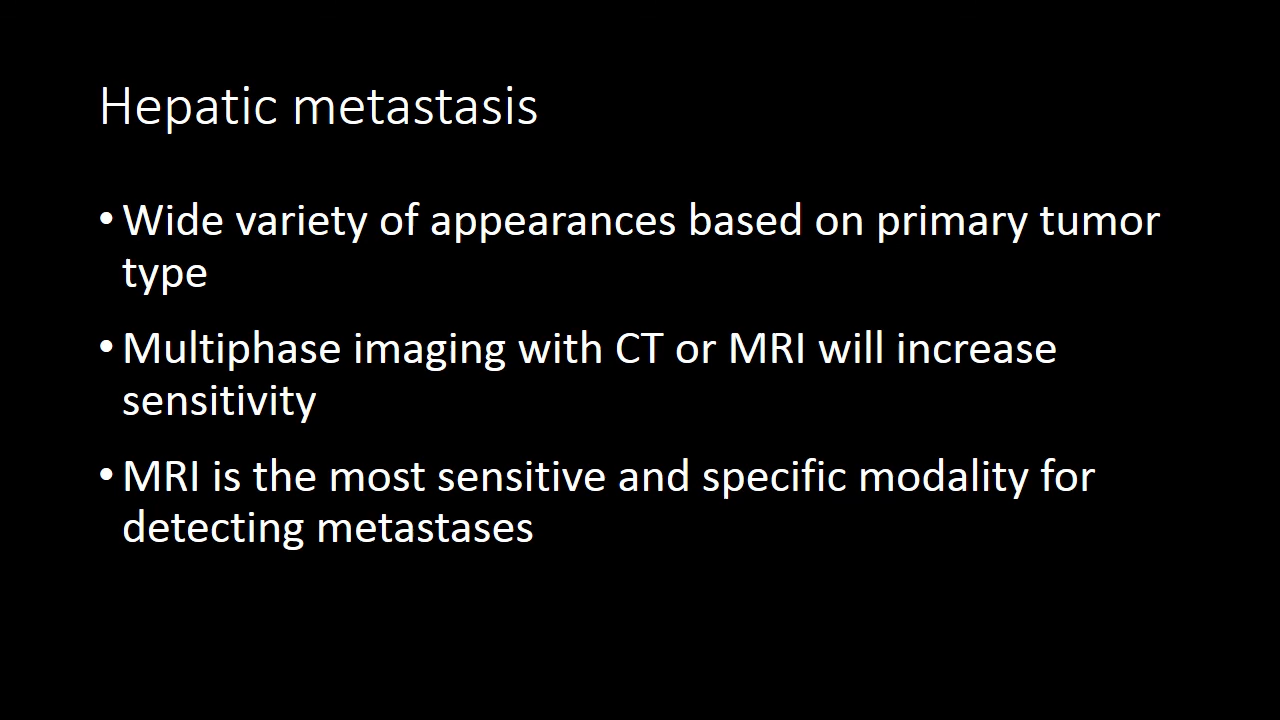 Hepatic metastasis
• Wide variety of appearances based on primary tumor
type
• Multiphase imaging with CT or MRI will increase
sensitivity
• MRI is the most sensitive and specific modality for
detecting metastases